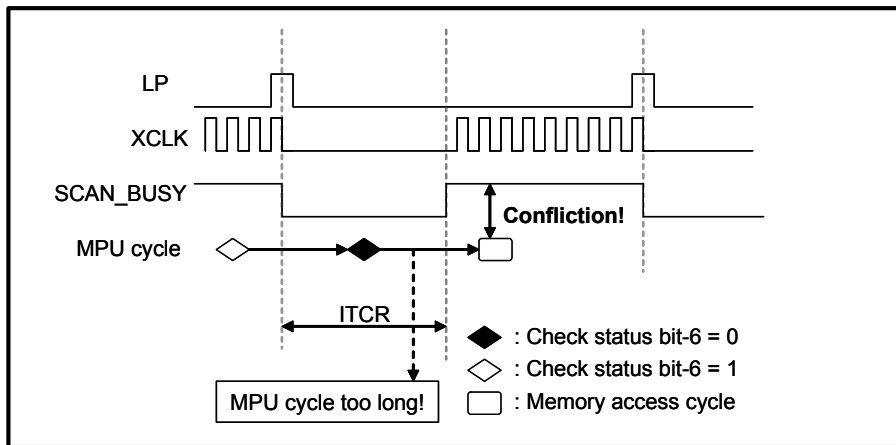 LP
XCLK
SCAN_BUSY
Confliction!
MPU cycle
ITCR
: Check status bit-6 = 0
: Check status bit-6 = 1
MPU cycle too long!
: Memory access cycle